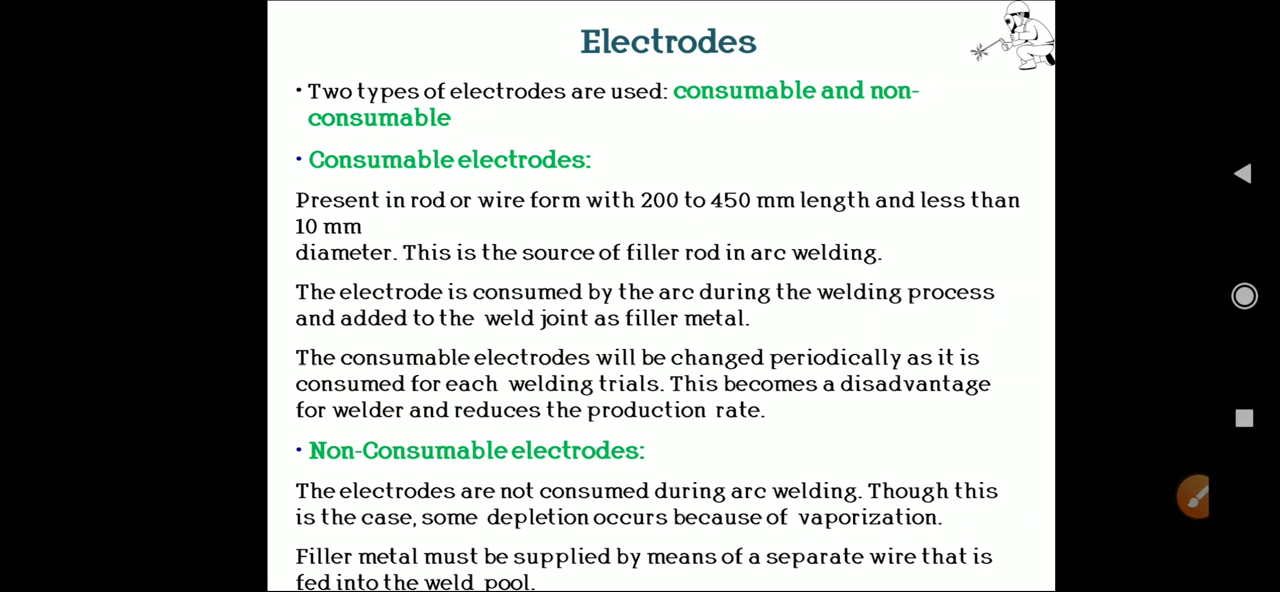 Electrodes
• Two types of electrodes are used: consumable and non-
consumable
• Consumable electrodes:
Present in rod or wire form with 200 to 450 mm length and less than
10 mm
diameter. This is the source of filler rod in arc welding.
The electrode is consumed by the arc during the welding process
and added to the weld joint as filler metal.
The consumable electrodes will be changed periodically as it is
consumed for each welding trials. This becomes a disadvantage
for welder and reduces the production rate.
• Non-Consumable electrodes:
The electrodes are not consumed during arc welding. Though this
is the case, some depletion occurs because of vaporization.
Filler metal must be supplied by means of a separate wire that is
fed into the weld pool.